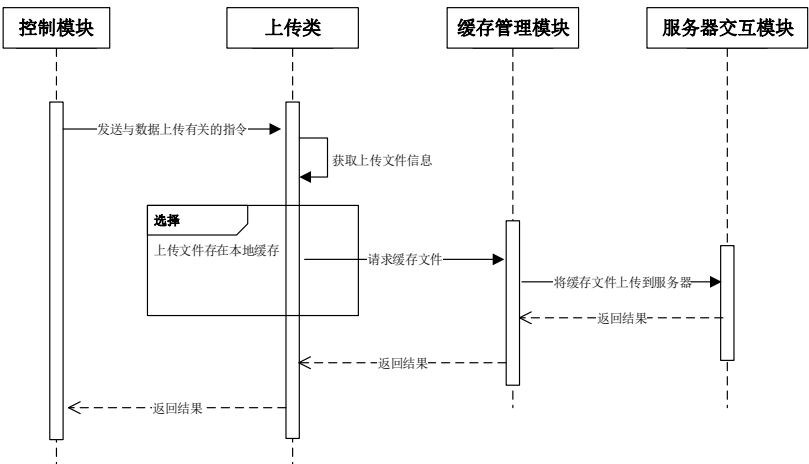 控制模块
上传类
缓存管理模块
服务器交互模块
发送与数据上传有关的指令
获取上传文件信息
选择
上传文件存在本地缓存
请求缓存文件
将缓存文件上传到服务器
返回结果
返回结果
返回结果